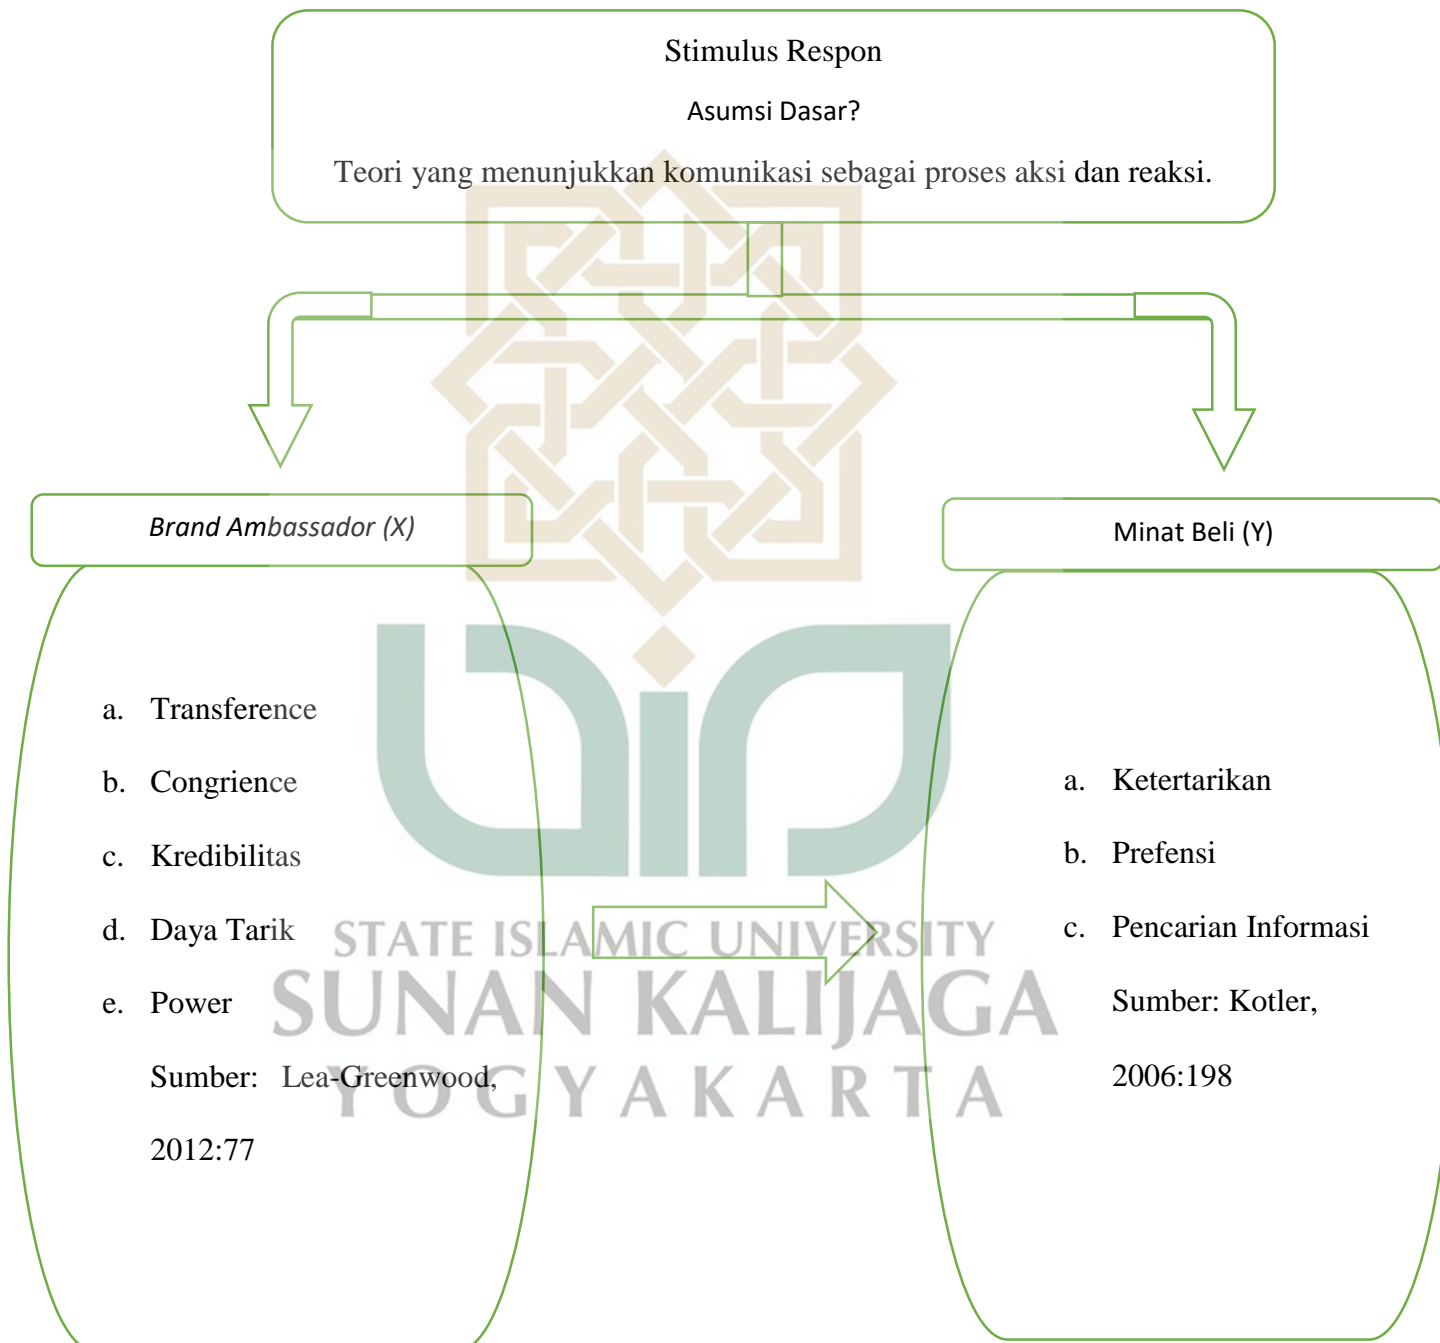 Stimulus Respon
Asumsi Dasar?
Teori yang menunjukkan komunikasi sebagai proses aksi dan reaksi.
Brand Ambassador (X)
a. Transference
b. Congrience
c. Kredibilitas
d. Daya Tarik
e. Power
Sumber: Lea-Greenwood,
2012:77
Minat Beli (Y)
a. Ketertarikan
b. Prefensi
c. Pencarian Informasi
Sumber: Kotler,
2006:198
STATE ISLAMIC UNIVERSITY
SUNAN KALIJAGA
YOGYAKARTA